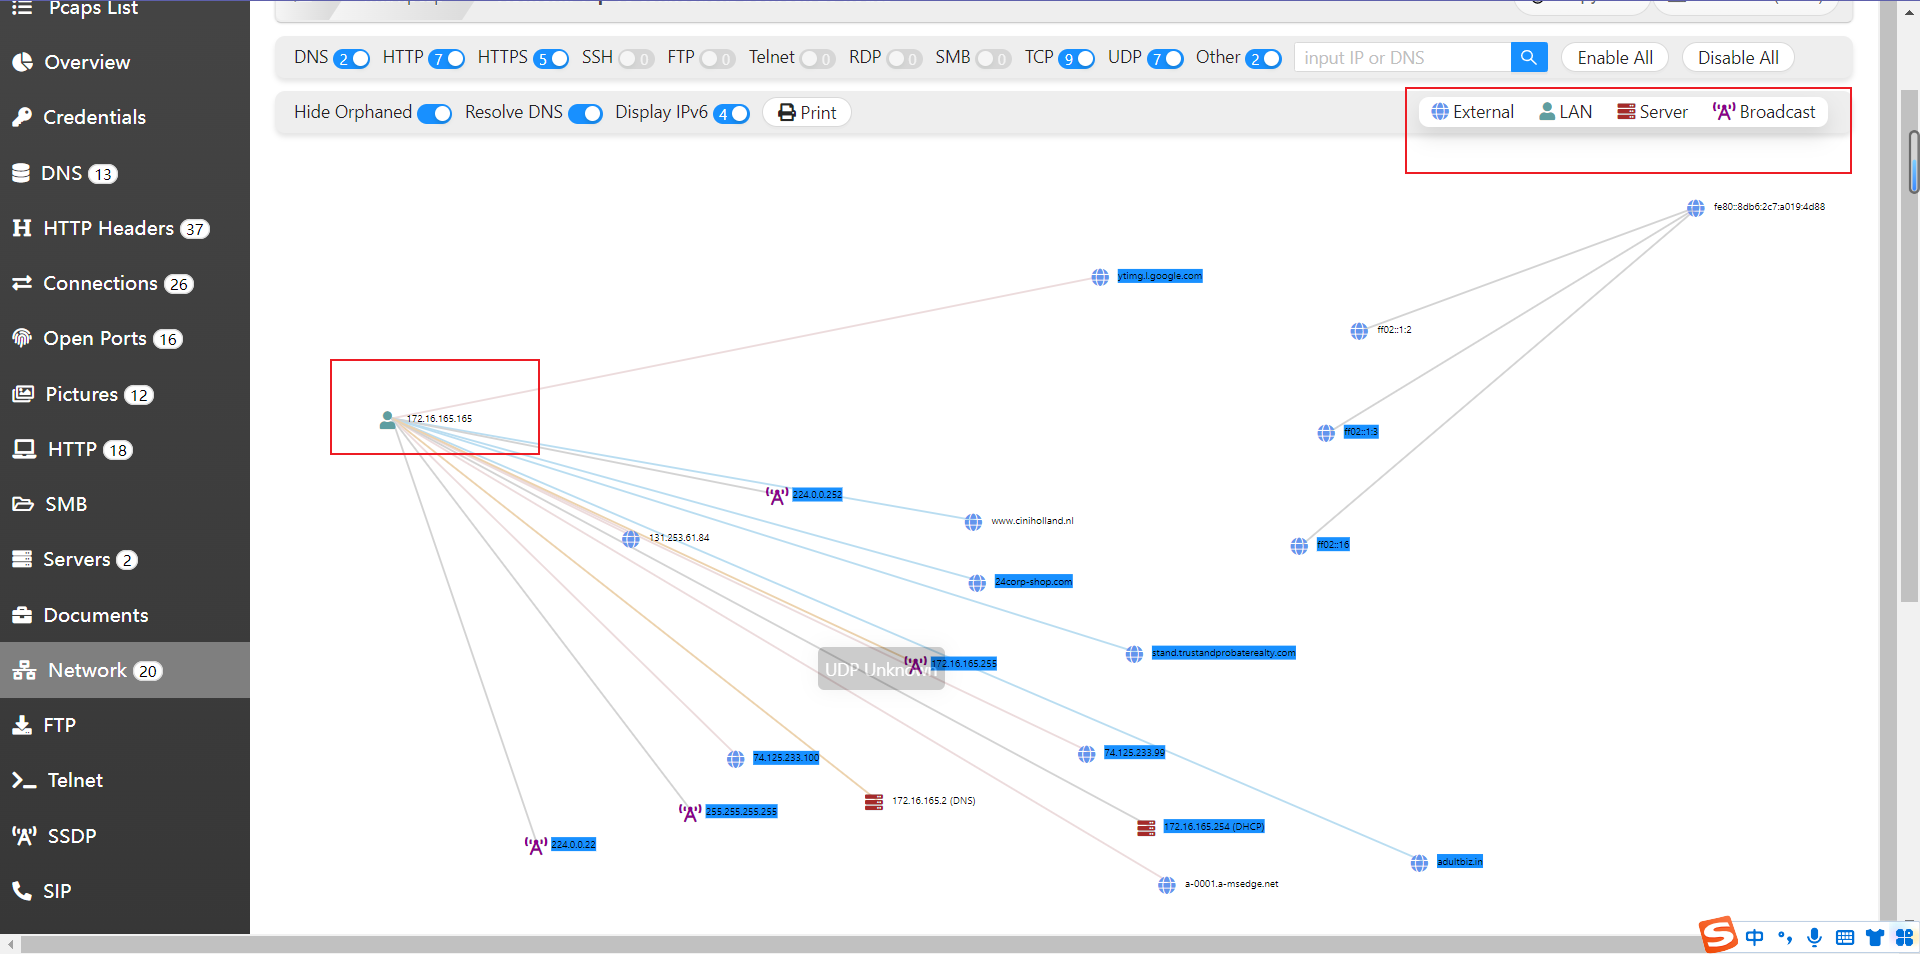 Pcaps List
Overview
Credentials
DNS 13
HTTP Headers 37
Connections 26
Open Ports 16
Pictures 12
HTTP 18
SMB
Servers 2
Documents
Network 20
FTP
Telnet
SSDP
SIP
DNS 2 HTTP 7 HTTPS 5 SSH 0 FTP 0 Telnet 0 RDP 0 SMB 0 TCP 9 UDP 7 Other 2 input IP or DNS Enable All Disable All
Hide Orphaned Resolve DNS Display IPv6 4 Print External LAN Server Broadcast
fe80::8db6:2c7:a019:4d88
ytimg.l.google.com
ff02::1:2
172.16.165.165
ff02::1:3
224.0.0.252
www.ciniholland.nl
131.253.61.84
ff02::16
24corp-shop.com
stand.trustandprobaterealty.com
UDP Unknown
172.16.165.255
74.125.233.99
74.125.233.100
172.16.165.2 (DNS)
255.255.255.255
172.16.165.254 (DHCP)
224.0.0.22
adultbiz.in
a-0001.a-msedge.net
S 中